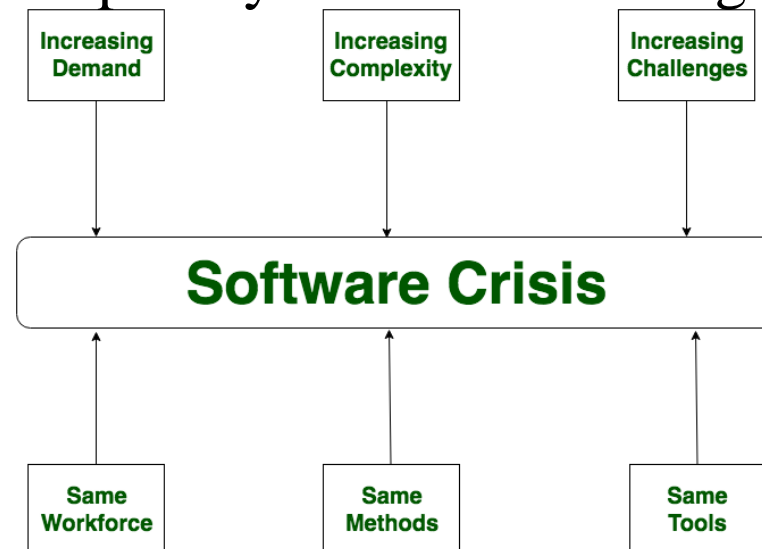 Increasing
Demand
Increasing
Complexity
Increasing
Challenges
Software Crisis
Same
Workforce
Same
Methods
Same
Tools